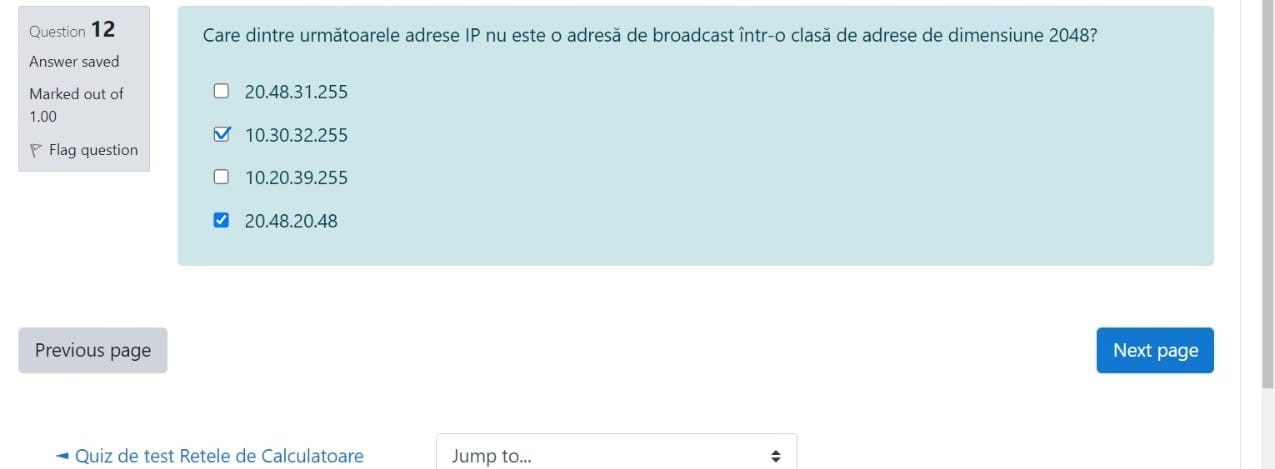 Question 12
Answer saved
Marked out of
1.00
Flag question
Care dintre următoarele adrese IP nu este o adresă de broadcast într-o clasă de adrese de dimensiune 2048?
20.48.31.255
10.30.32.255
10.20.39.255
20.48.20.48
Previous page
Next page
◄ Quiz de test Retele de Calculatoare
Jump to...